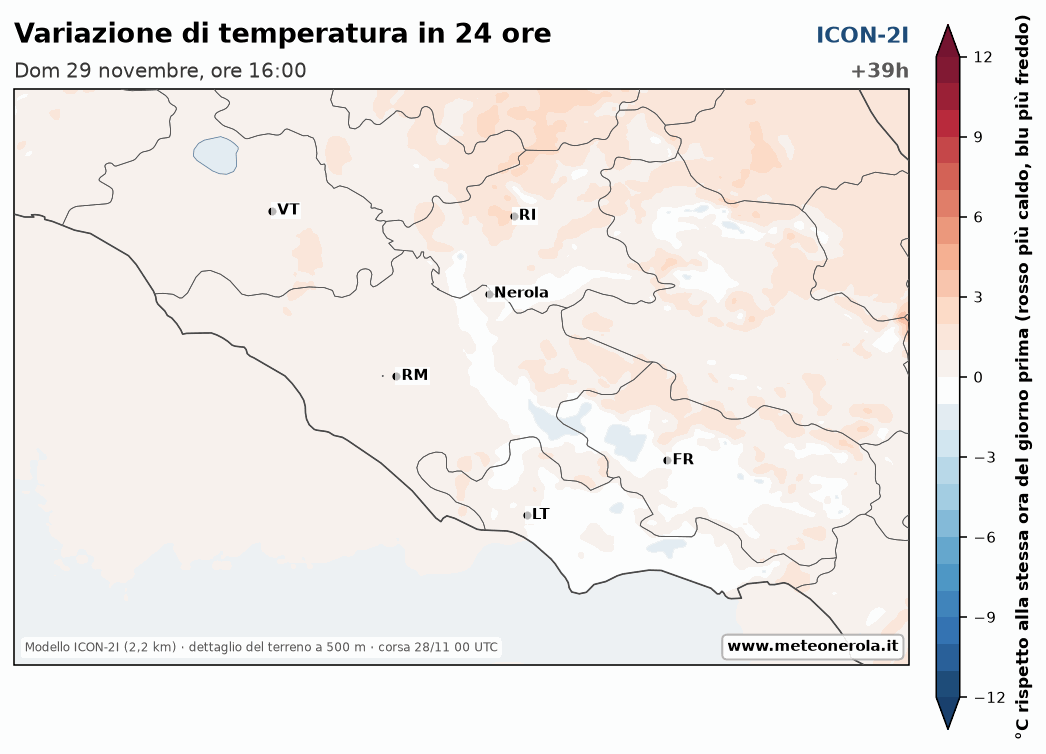 Variazione di temperatura in 24 ore
ICON-2I
Dom 29 novembre, ore 16:00
+39h
VT
RI
Nerola
RM
FR
LT
Modello ICON-2I (2,2 km) · dettaglio del terreno a 500 m · corsa 28/11 00 UTC
www.meteonerola.it
12
9
6
3
0
−3
−6
−9
−12
°C rispetto alla stessa ora del giorno prima (rosso più caldo, blu più freddo)